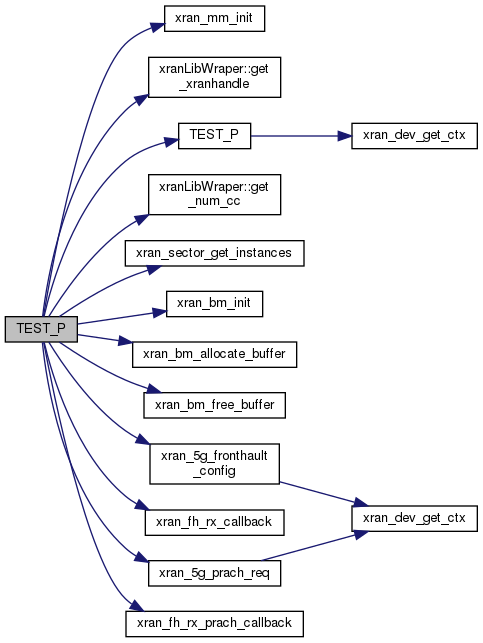 xran_mm_init
xranLibWraper::get
_xranhandle
TEST_P
xran_dev_get_ctx
xranLibWraper::get
_num_cc
xran_sector_get_instances
xran_bm_init
TEST_P
xran_bm_allocate_buffer
xran_bm_free_buffer
xran_5g_fronthault
_config
xran_fh_rx_callback
xran_dev_get_ctx
xran_5g_prach_req
xran_fh_rx_prach_callback